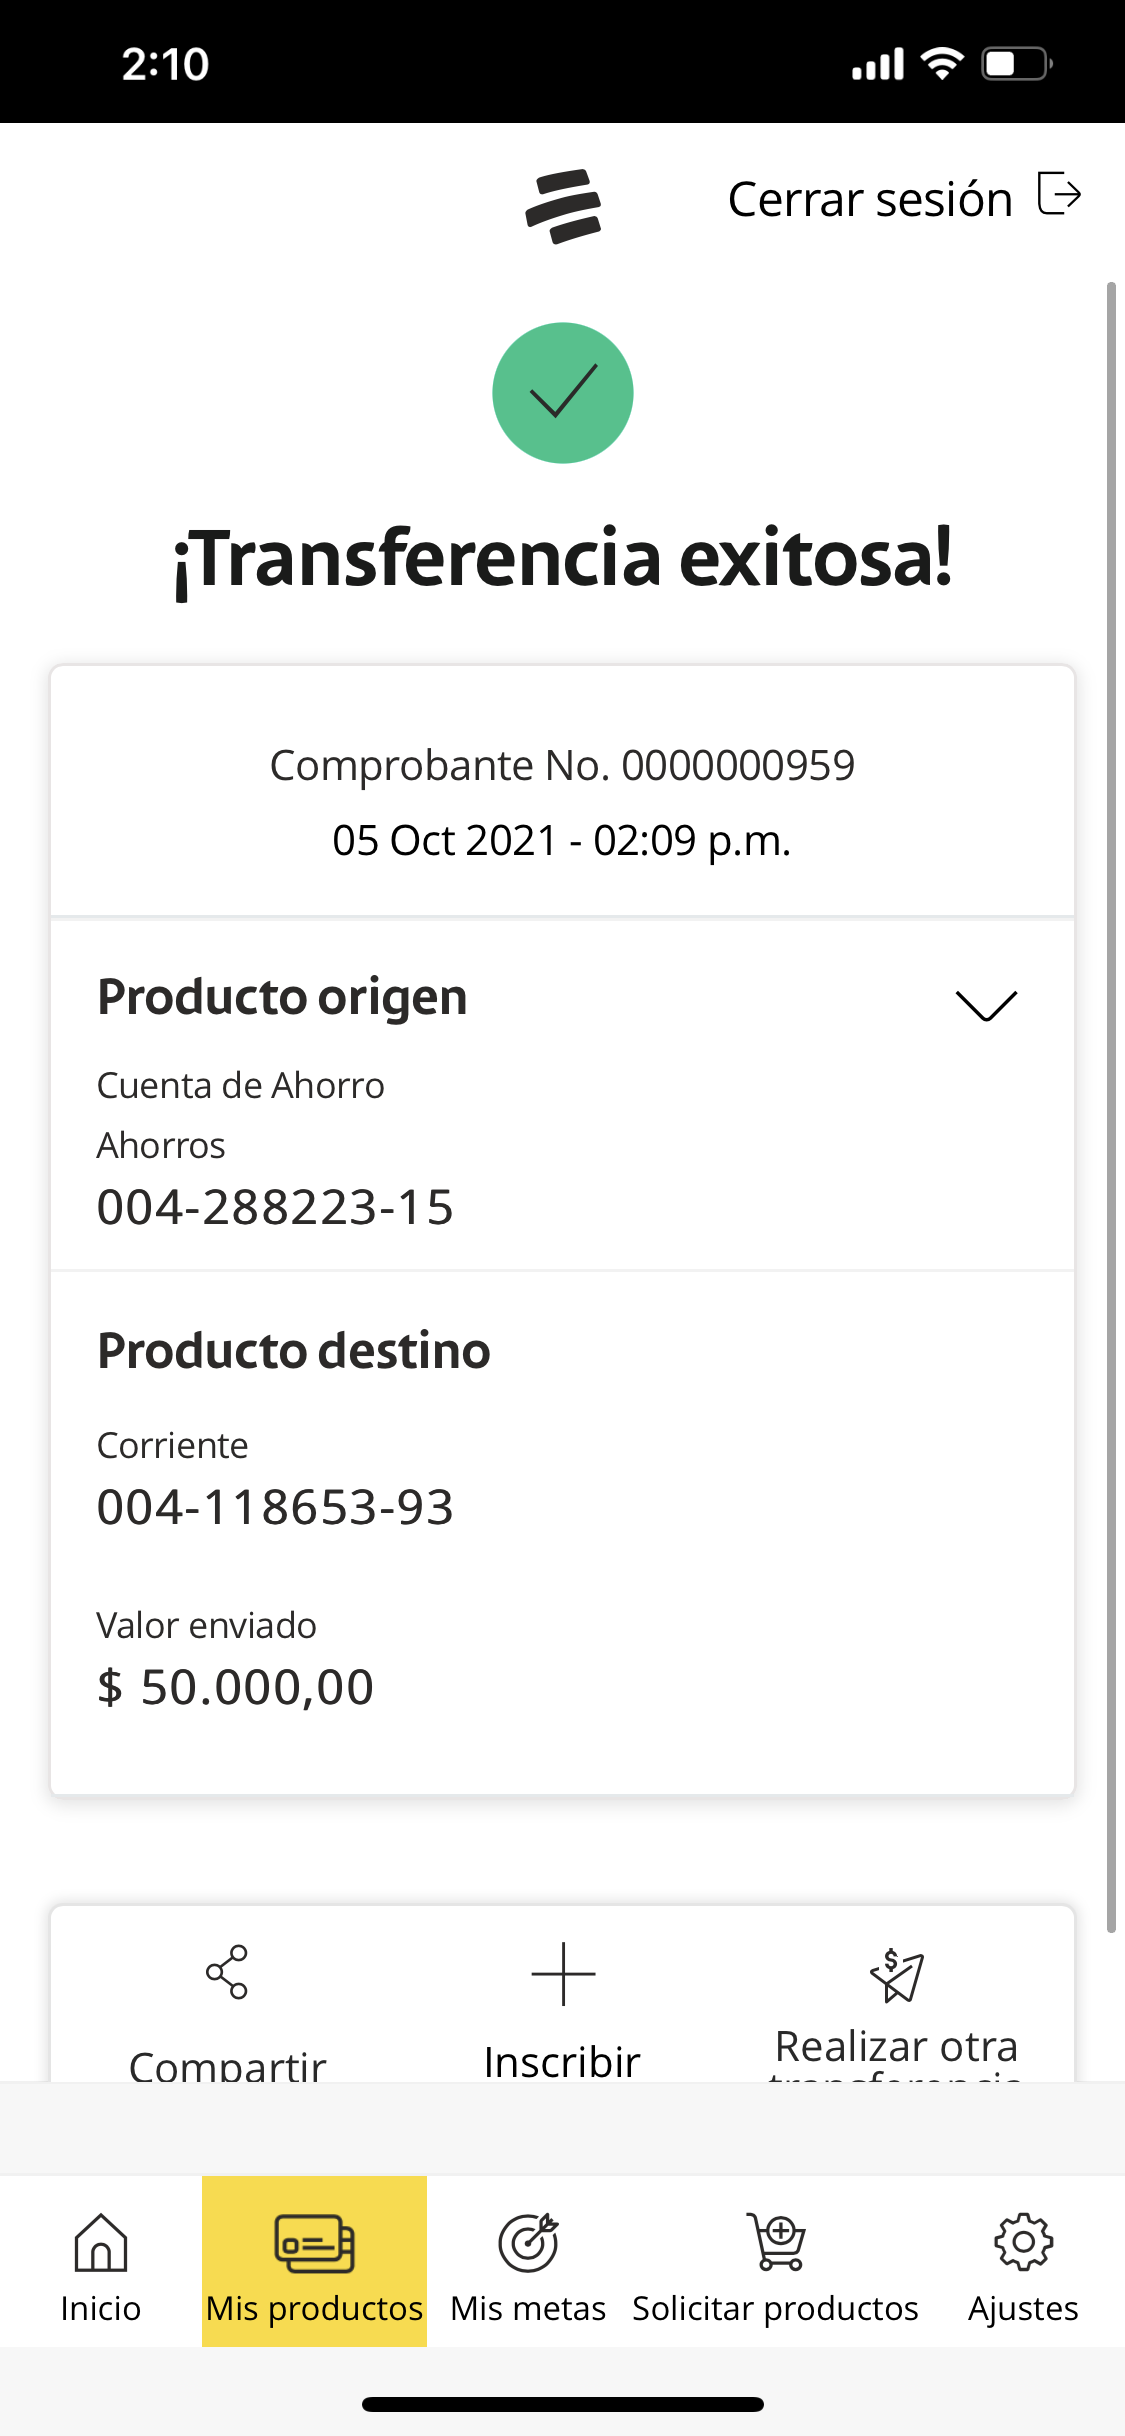 2:10
Cerrar sesión
¡Transferencia exitosa!
Comprobante No. 0000000959
05 Oct 2021 - 02:09 p.m.
Producto origen
Cuenta de Ahorro
Ahorros
004-288223-15
Producto destino
Corriente
004-118653-93
Valor enviado
$ 50.000,00
Compartir
Inscribir
Realizar otra
transferencia
Inicio
Mis productos
Mis metas
Solicitar productos
Ajustes